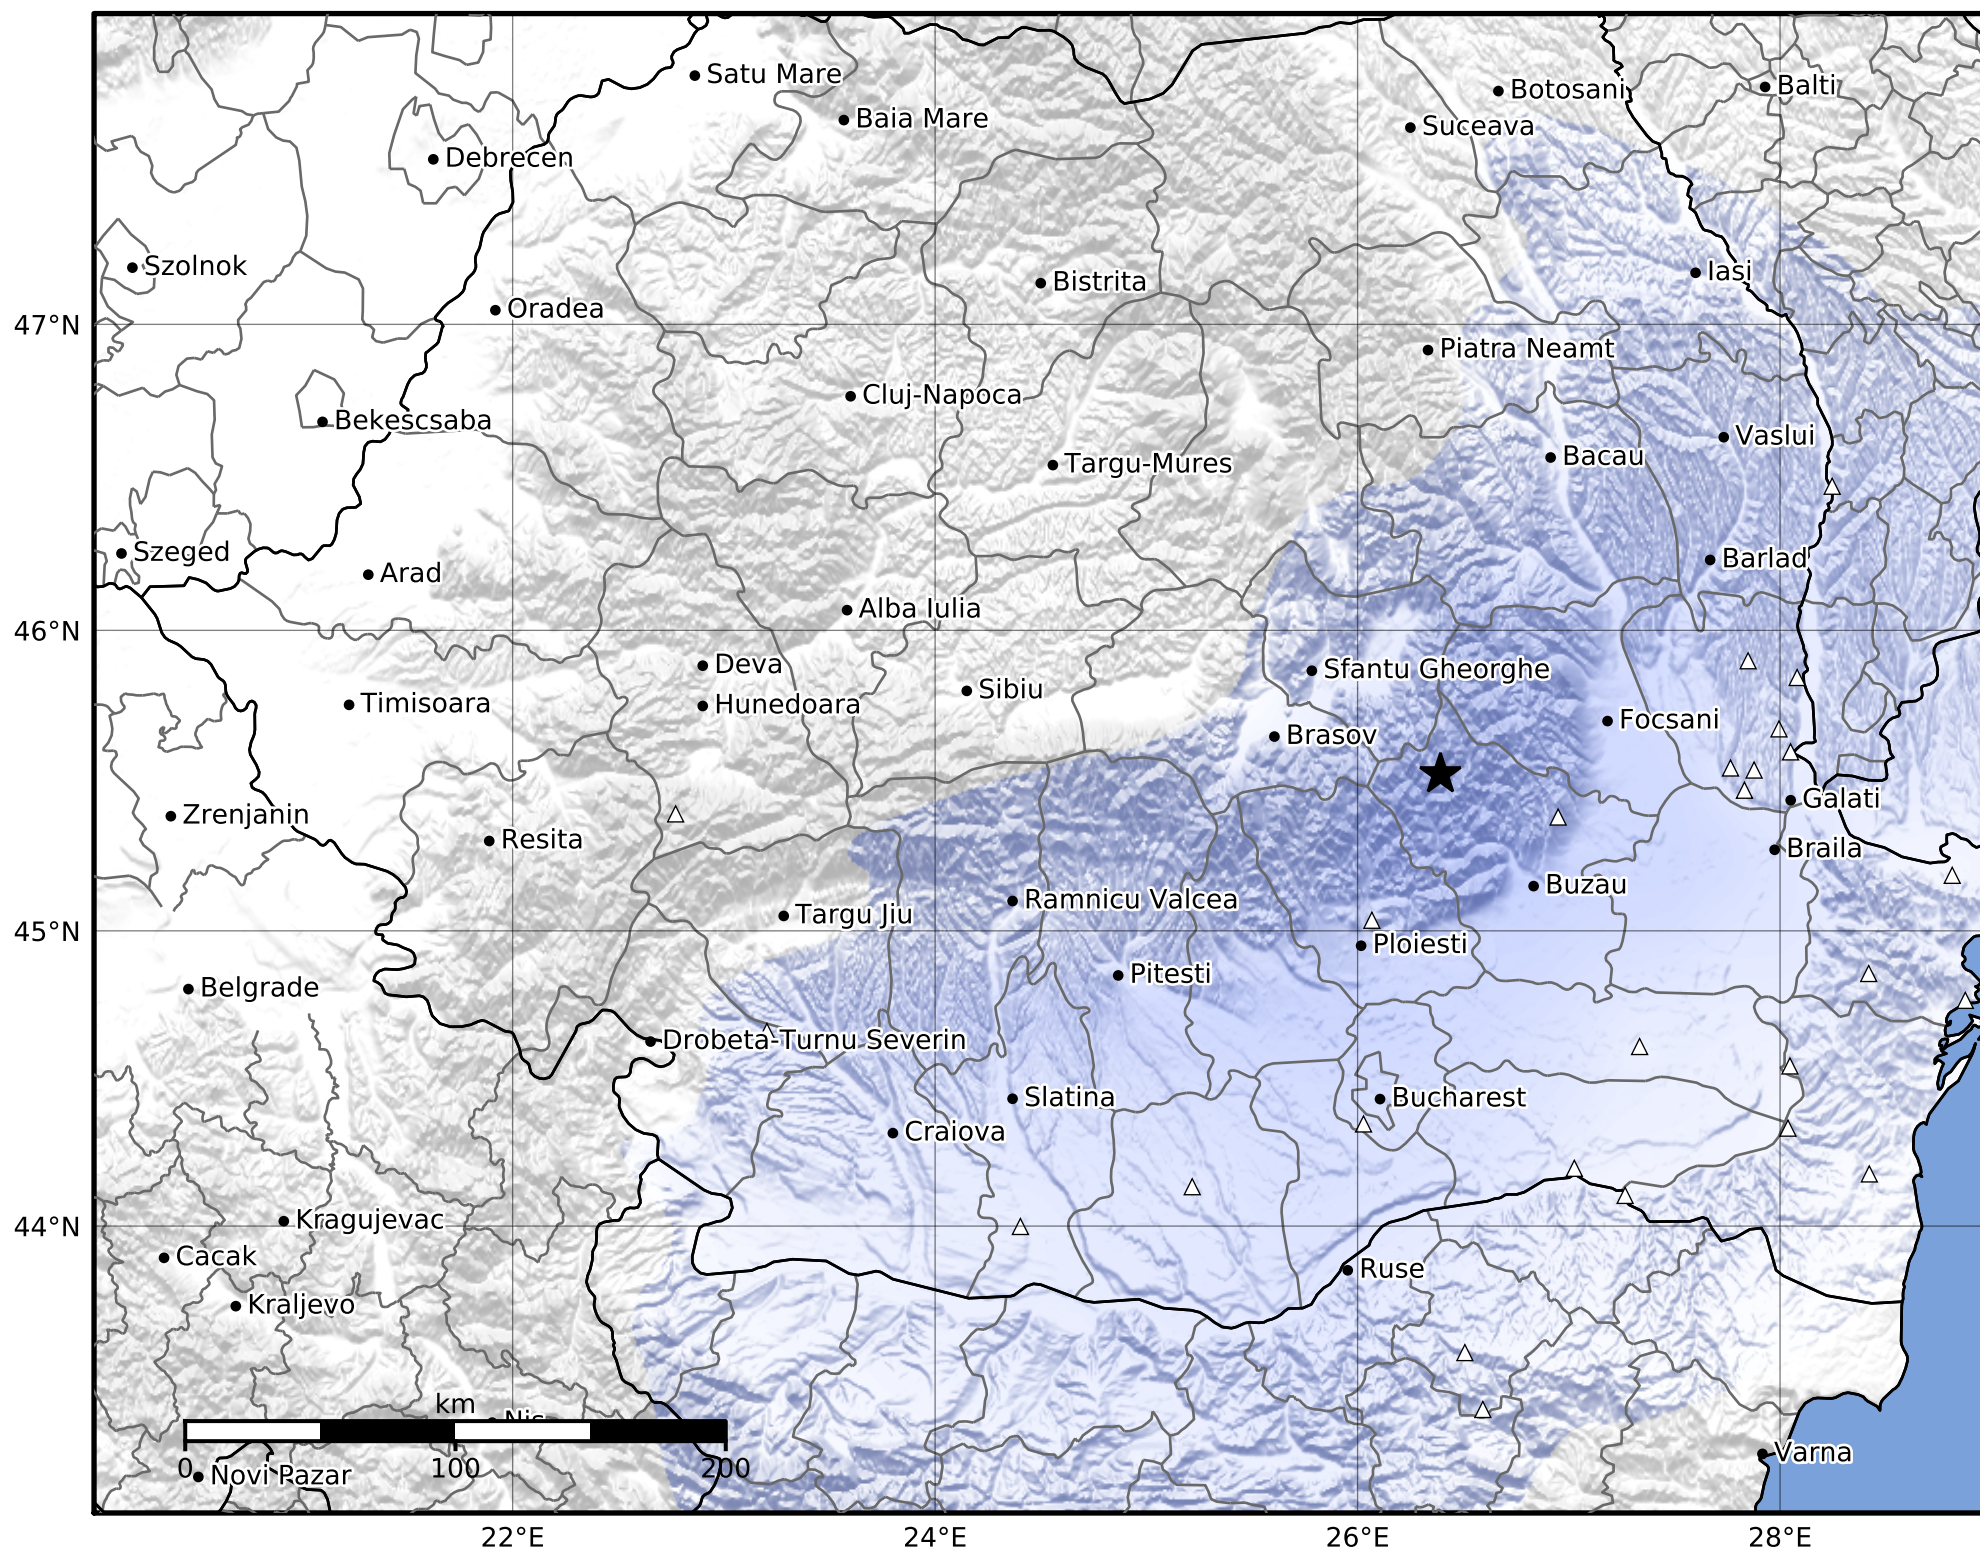 Satu Mare
Botosani
Balti
Baia Mare
Suceava
Debrecen
Szolnok
Iasi
Bistrita
Oradea
47°N
Piatra Neamt
Cluj-Napoca
Bekescsaba
Vaslui
Bacau
Targu-Mures
Szeged
Barlad
Arad
Alba Iulia
46°N
Deva
Sfantu Gheorghe
Sibiu
Timisoara
Hunedoara
Focsani
Brasov
Galati
Zrenjanin
Resita
Braila
Buzau
Ramnicu Valcea
Targu Jiu
45°N
Ploiesti
Pitesti
Belgrade
Drobeta-Turnu Severin
Slatina
Bucharest
Craiova
Kragujevac
44°N
Cacak
Ruse
Kraljevo
km
Nis
Varna
0 100 200
Novi Pazar
22°E 24°E 26°E 28°E